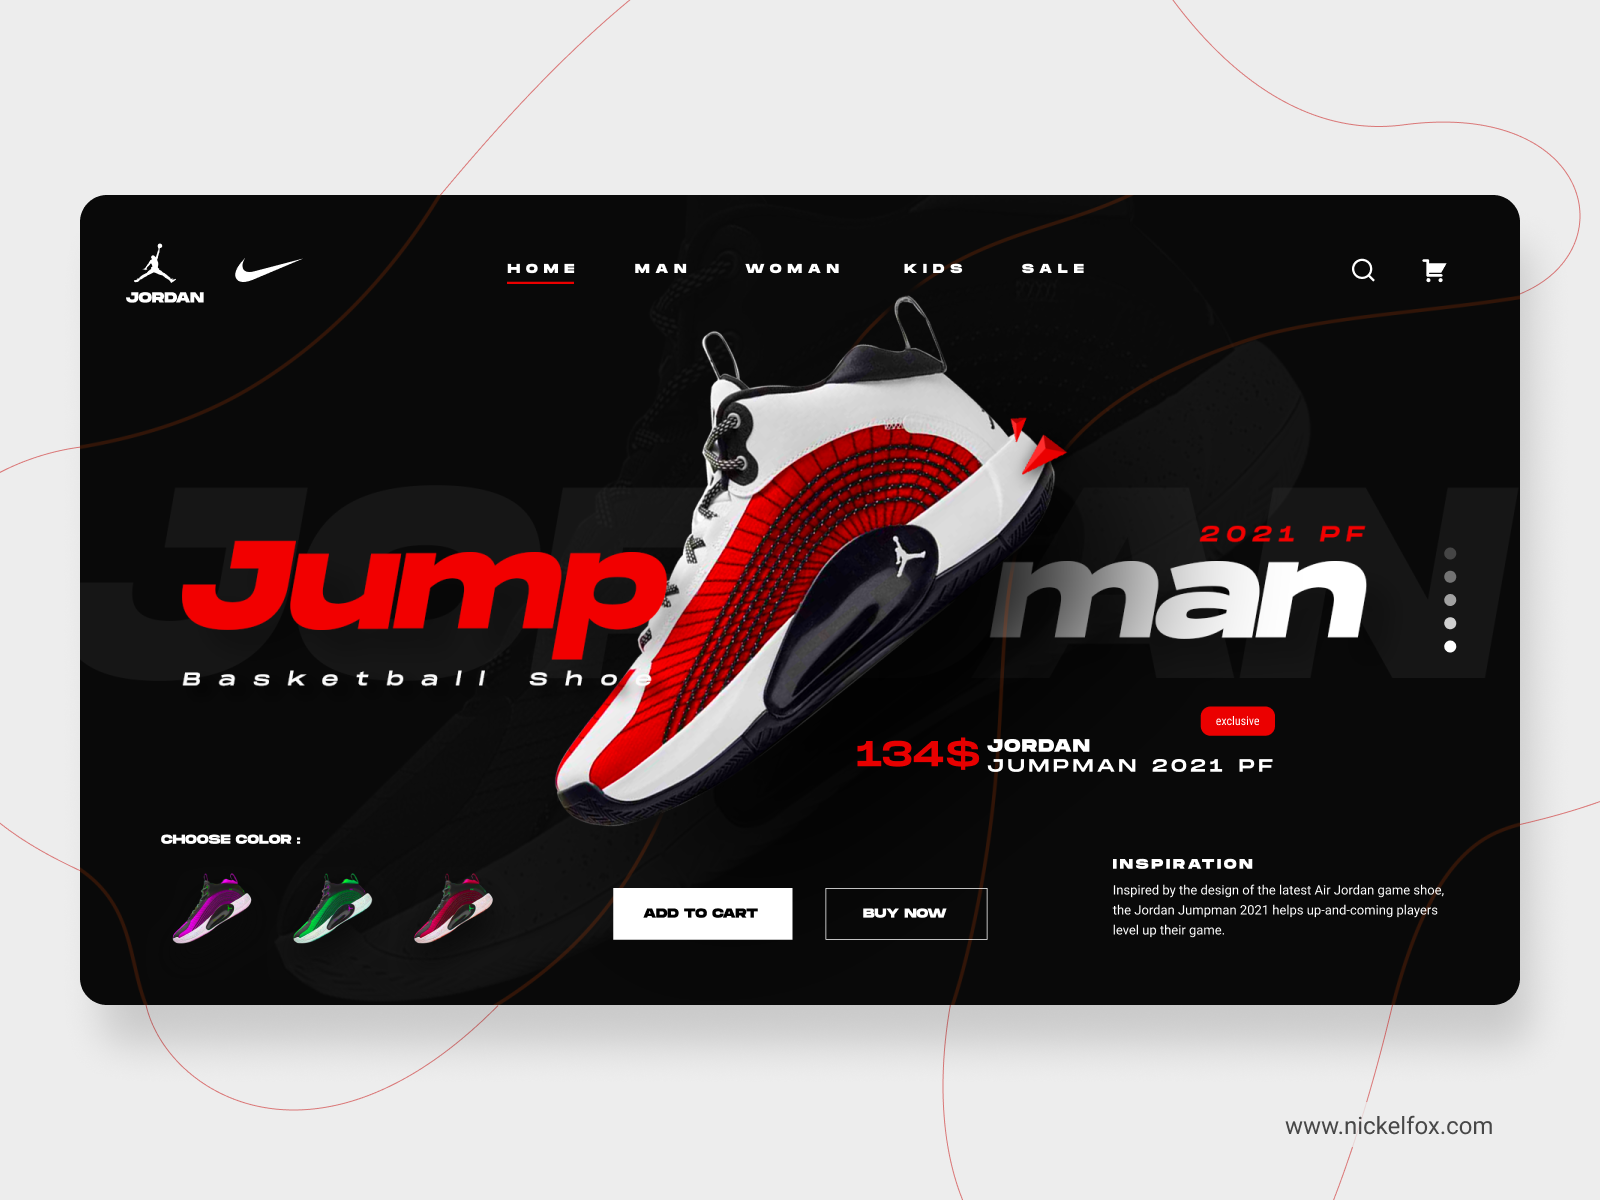 JORDAN
HOME MAN WOMAN KIDS SALE
JORDAN
2021 PF
Jump man
Basketball Shoe
exclusive
134$ JORDAN
JUMPMAN 2021 PF
CHOOSE COLOR :
ADD TO CART
BUY NOW
INSPIRATION
Inspired by the design of the latest Air Jordan game shoe,
the Jordan Jumpman 2021 helps up-and-coming players
level up their game.
www.nickelfox.com